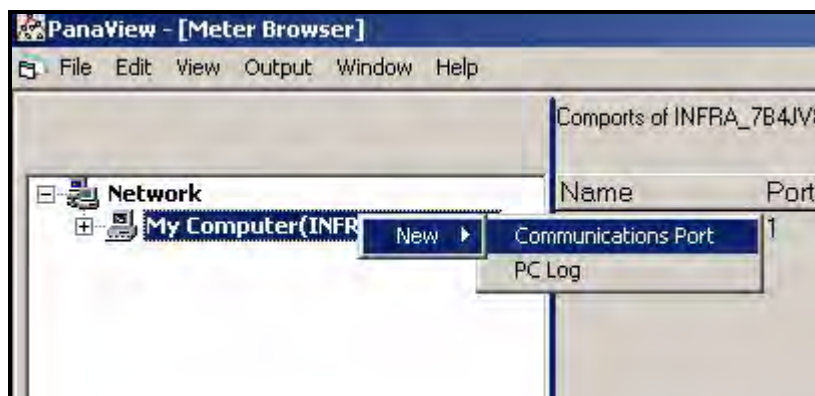 PanaView - [Meter Browser]
File Edit View Output Window Help
Comports of INFRA_7B4JV
Network
Name Port
My Computer(INFR
New
Communications Port
1
PC Log